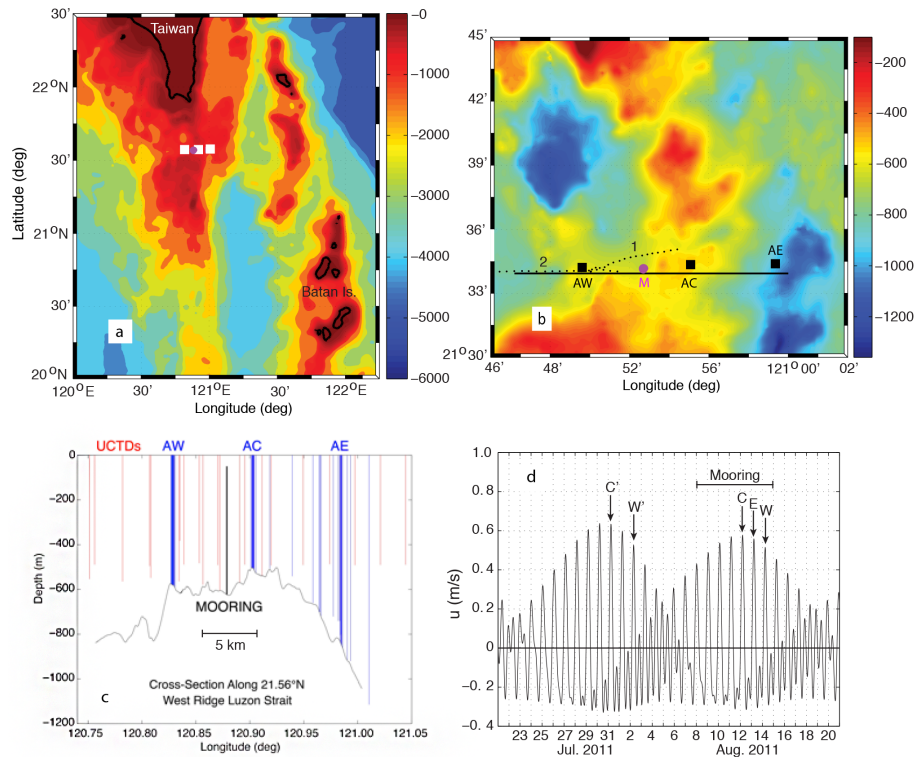 30'
22°N
30'
21°N
30'
20°N
Latitude (deg)
Taiwan
Batan Is.
a
120°E
30'
121°E
30'
122°E
Longitude (deg)
−0
−1000
−2000
−3000
−4000
−5000
−6000
45'
42'
39'
36'
33'
21°30'
1
2
AW
M
AC
AE
b
46'
48'
52'
56'
121°00'
02'
Longitude (deg)
−200
−400
−600
−800
−1000
−1200
UCTDs
AW
AC
AE
0
−200
−400
−600
−800
−1000
−1200
Depth (m)
MOORING
5 km
c
Cross-Section Along 21.56°N
West Ridge Luzon Strait
120.75
120.80
120.85
120.90
120.95
121.00
121.05
Longitude (deg)
d
Mooring
C'
W'
C
E
W
1.0
0.8
0.6
0.4
0.2
0
−0.2
−0.4
u (m/s)
23
25
27
29
31
2
4
6
8
10
12
14
16
18
20
Jul. 2011
Aug. 2011